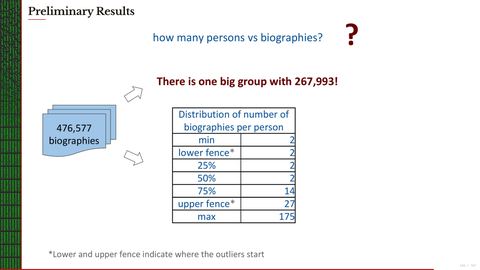 Preliminary Results
how many persons vs biographies?
?
There is one big group with 267,993!
476,577
biographies
Distribution of number of
biographies per person
min 2
lower fence* 2
25% 2
50% 2
75% 14
upper fence* 27
max 175
*Lower and upper fence indicate where the outliers start